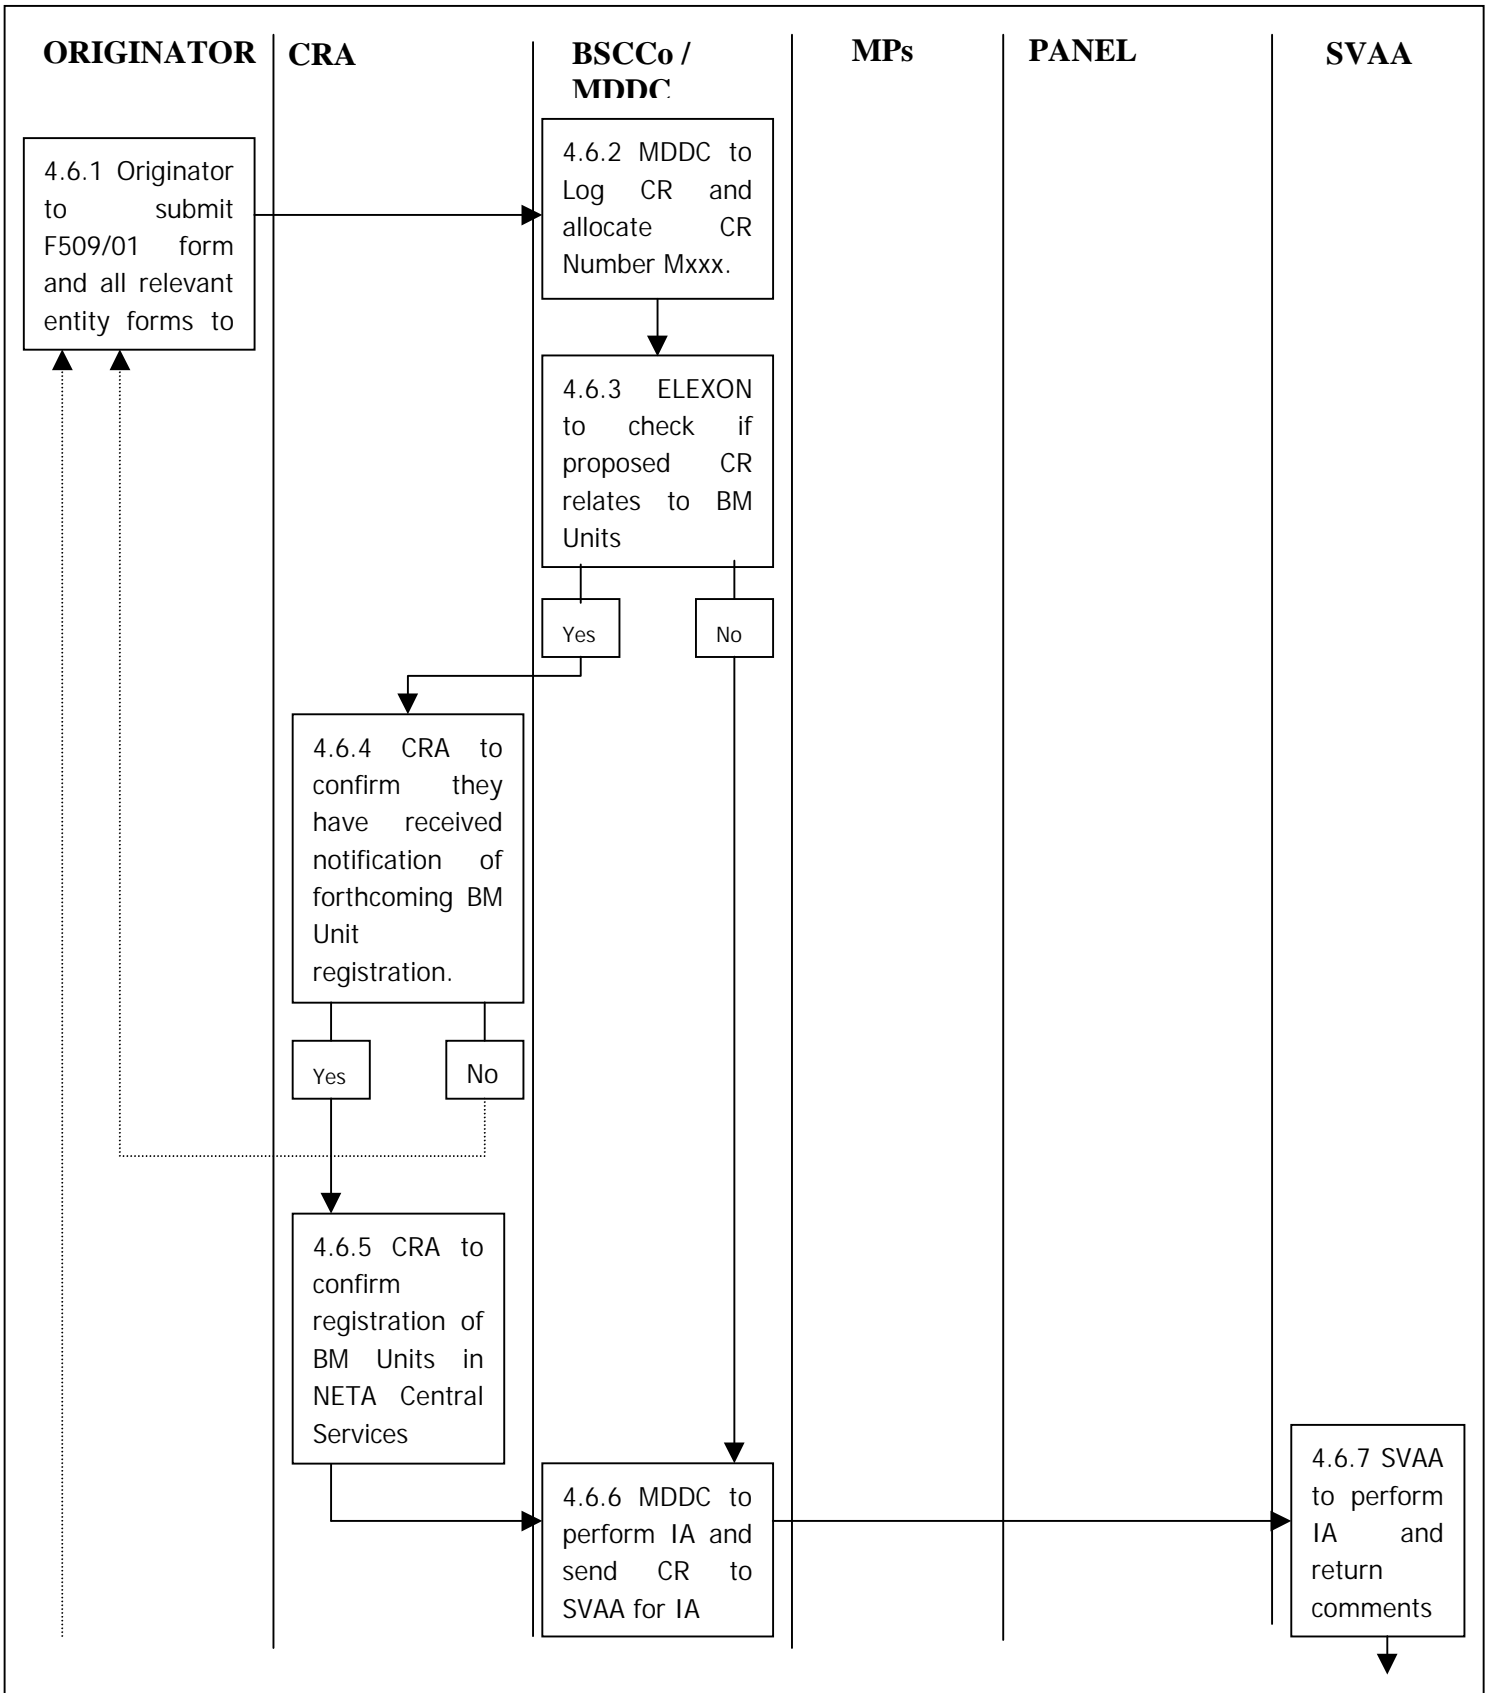 ORIGINATOR
CRA
BSCCo /
MDDC
MPs
PANEL
SVAA
4.6.1 Originator
to submit
F509/01 form
and all relevant
entity forms to
4.6.2 MDDC to
Log CR and
allocate CR
Number Mxxx.
4.6.3 ELEXON
to check if
proposed CR
relates to BM
Units
Yes
No
4.6.4 CRA to
confirm they
have received
notification of
forthcoming BM
Unit
registration.
Yes
No
4.6.5 CRA to
confirm
registration of
BM Units in
NETA Central
Services
4.6.6 MDDC to
perform IA and
send CR to
SVAA for IA
4.6.7 SVAA
to perform
IA and
return
comments